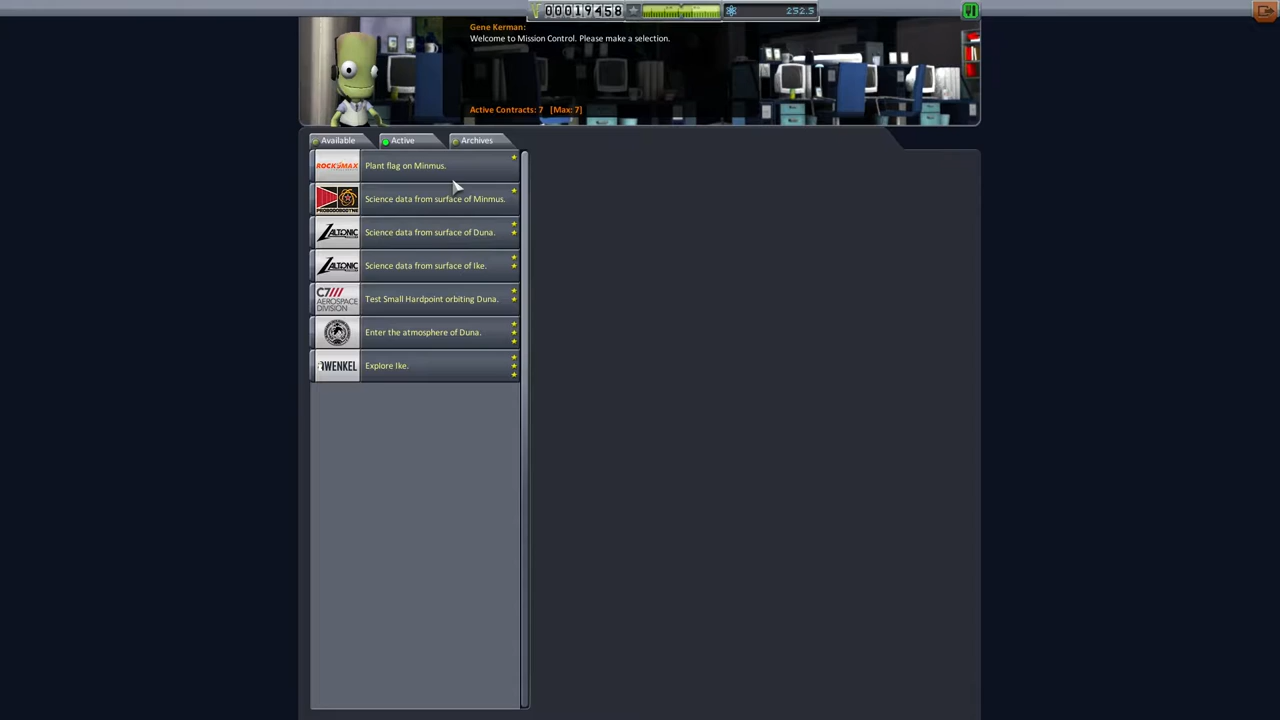 00019458
252.5
Gene Kerman:
Welcome to Mission Control. Please make a selection.
Active Contracts: 7 [Max: 7]
Available
Active
Archives
ROCKOMAX
Plant flag on Minmus.
PROBODOBODYNE
Science data from surface of Minmus.
Science data from surface of Duna.
Science data from surface of Ike.
C7///
AEROSPACE
DIVISION
Test Small Hardpoint orbiting Duna.
Enter the atmosphere of Duna.
Explore Ike.